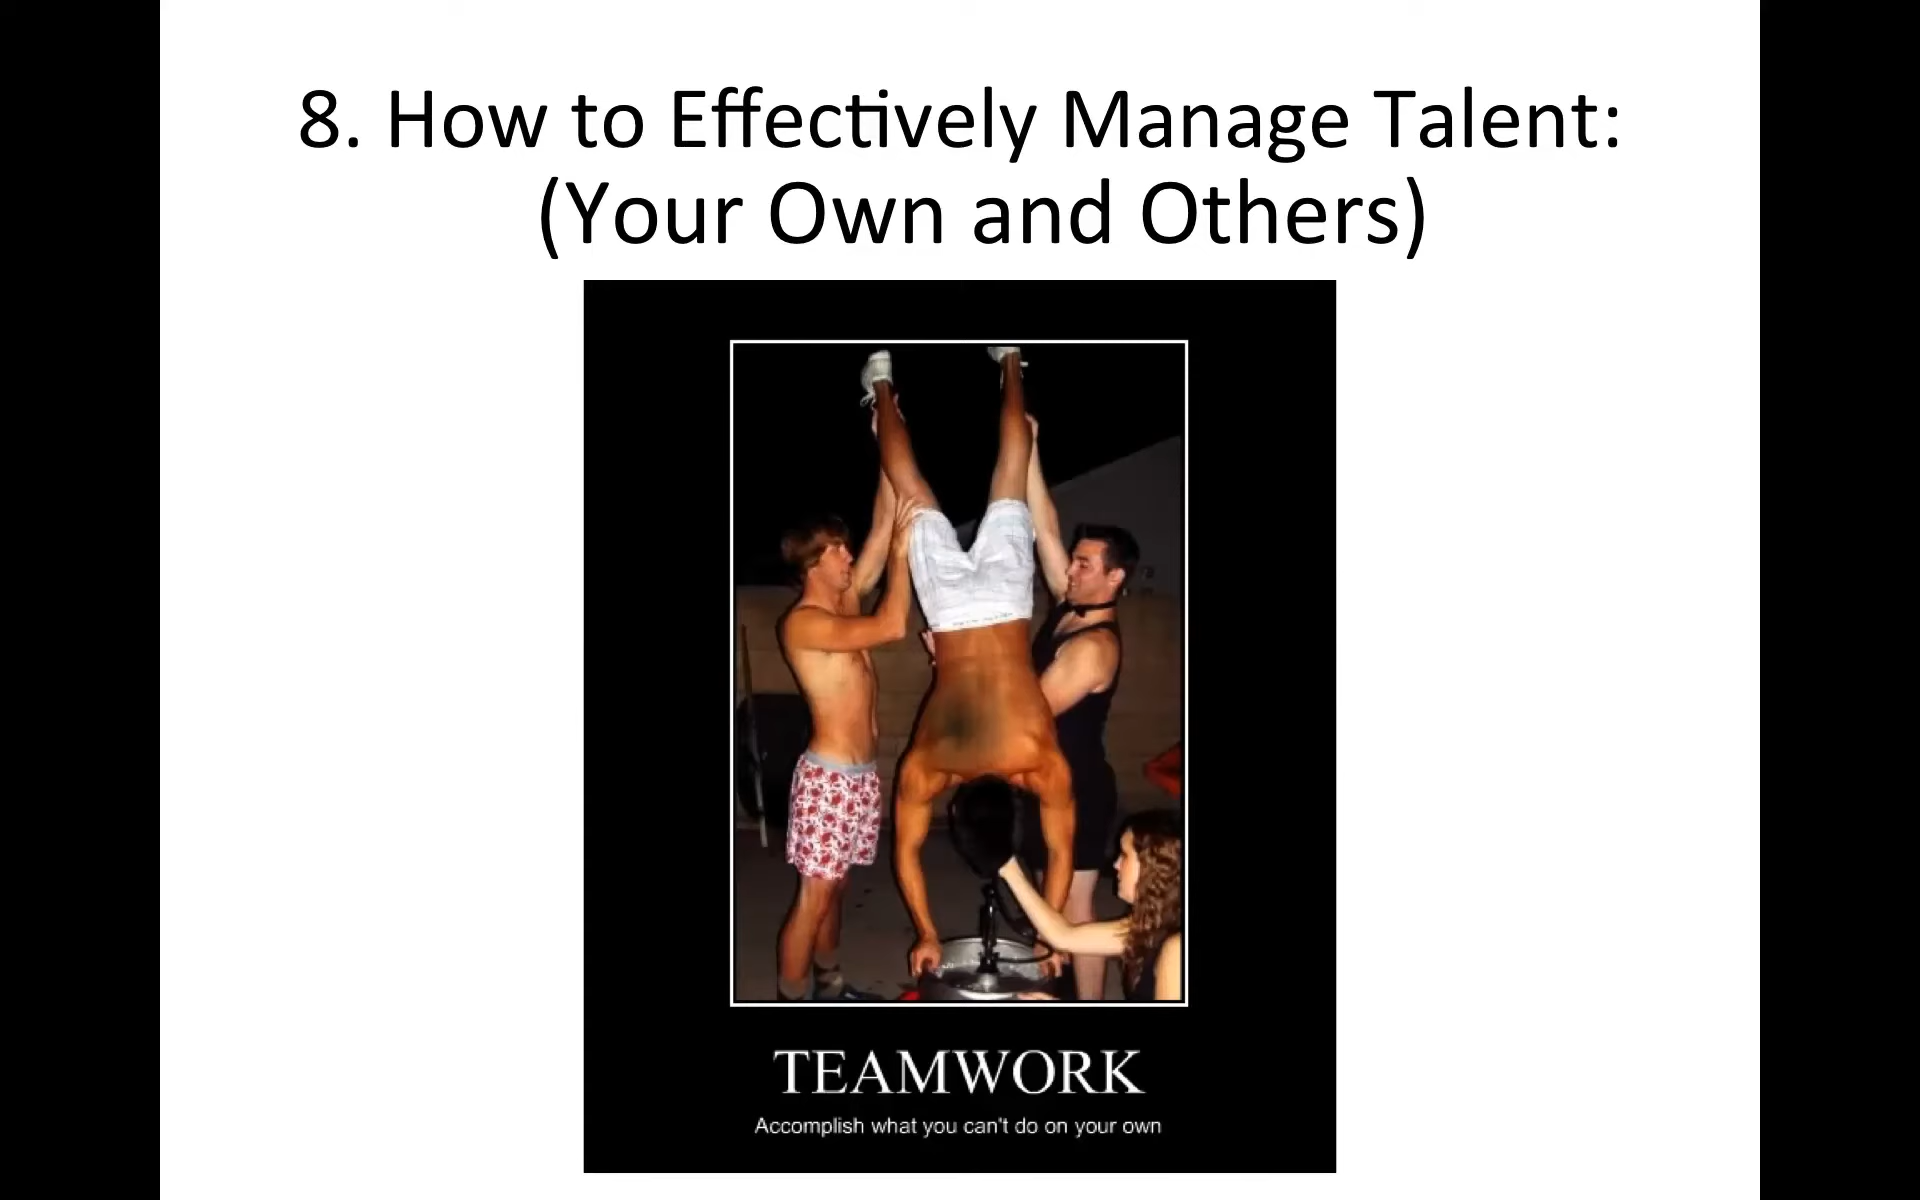 8. How to Effectively Manage Talent:
(Your Own and Others)
TEAMWORK
Accomplish what you can't do on your own